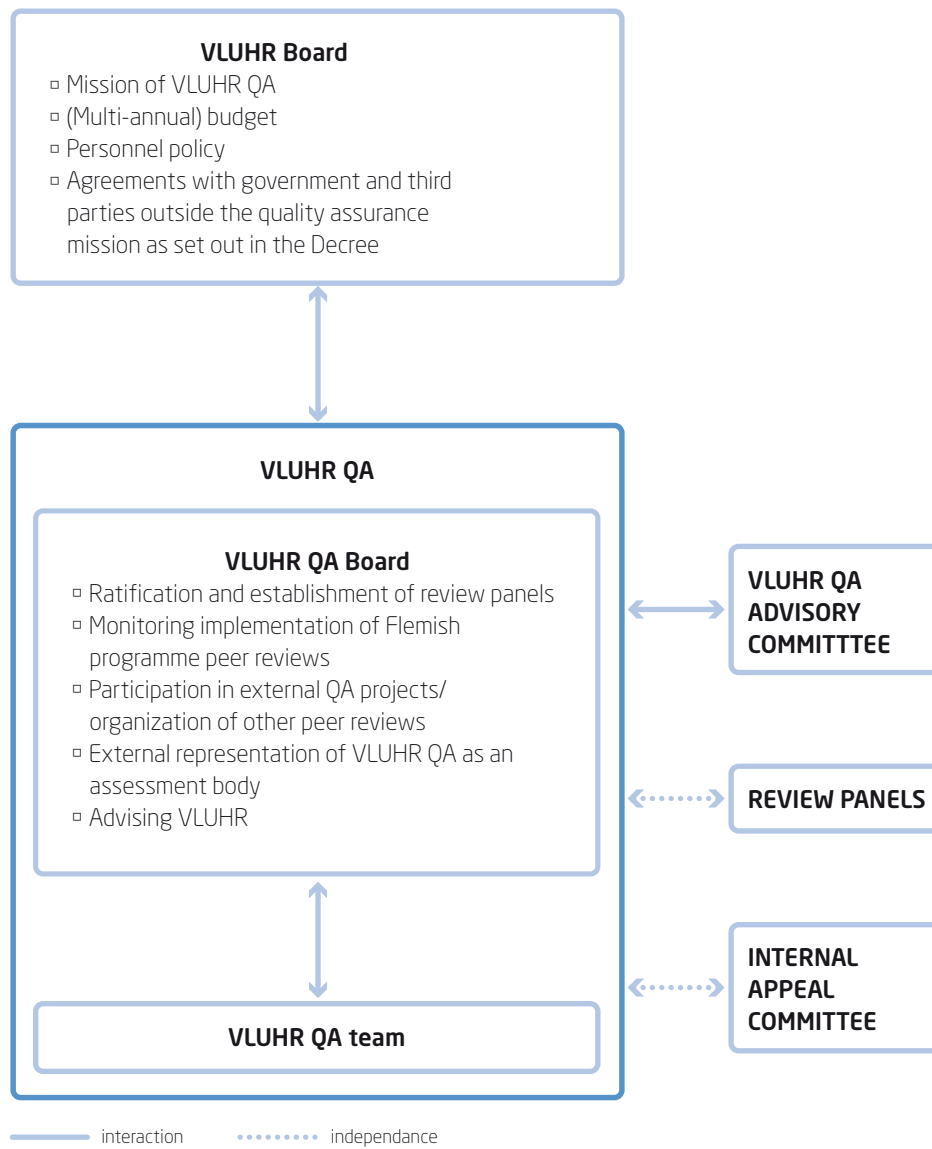 VLUHR Board
▫ Mission of VLUHR QA
▫ (Multi-annual) budget
▫ Personnel policy
▫ Agreements with government and third
parties outside the quality assurance
mission as set out in the Decree
VLUHR QA
VLUHR QA Board
▫ Ratification and establishment of review panels
▫ Monitoring implementation of Flemish
programme peer reviews
▫ Participation in external QA projects/
organization of other peer reviews
▫ External representation of VLUHR QA as an
assessment body
▫ Advising VLUHR
VLUHR QA team
VLUHR QA
ADVISORY
COMMITTTEE
REVIEW PANELS
INTERNAL
APPEAL
COMMITTEE
interaction
independance